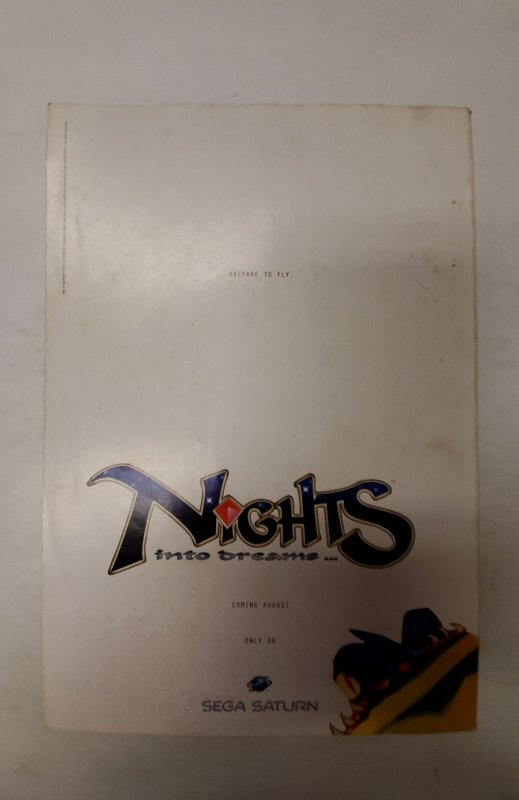 PREPARE TO FLY.
NiGHTS
into dreams...
COMING AUGUST
ONLY ON
SEGA SATURN